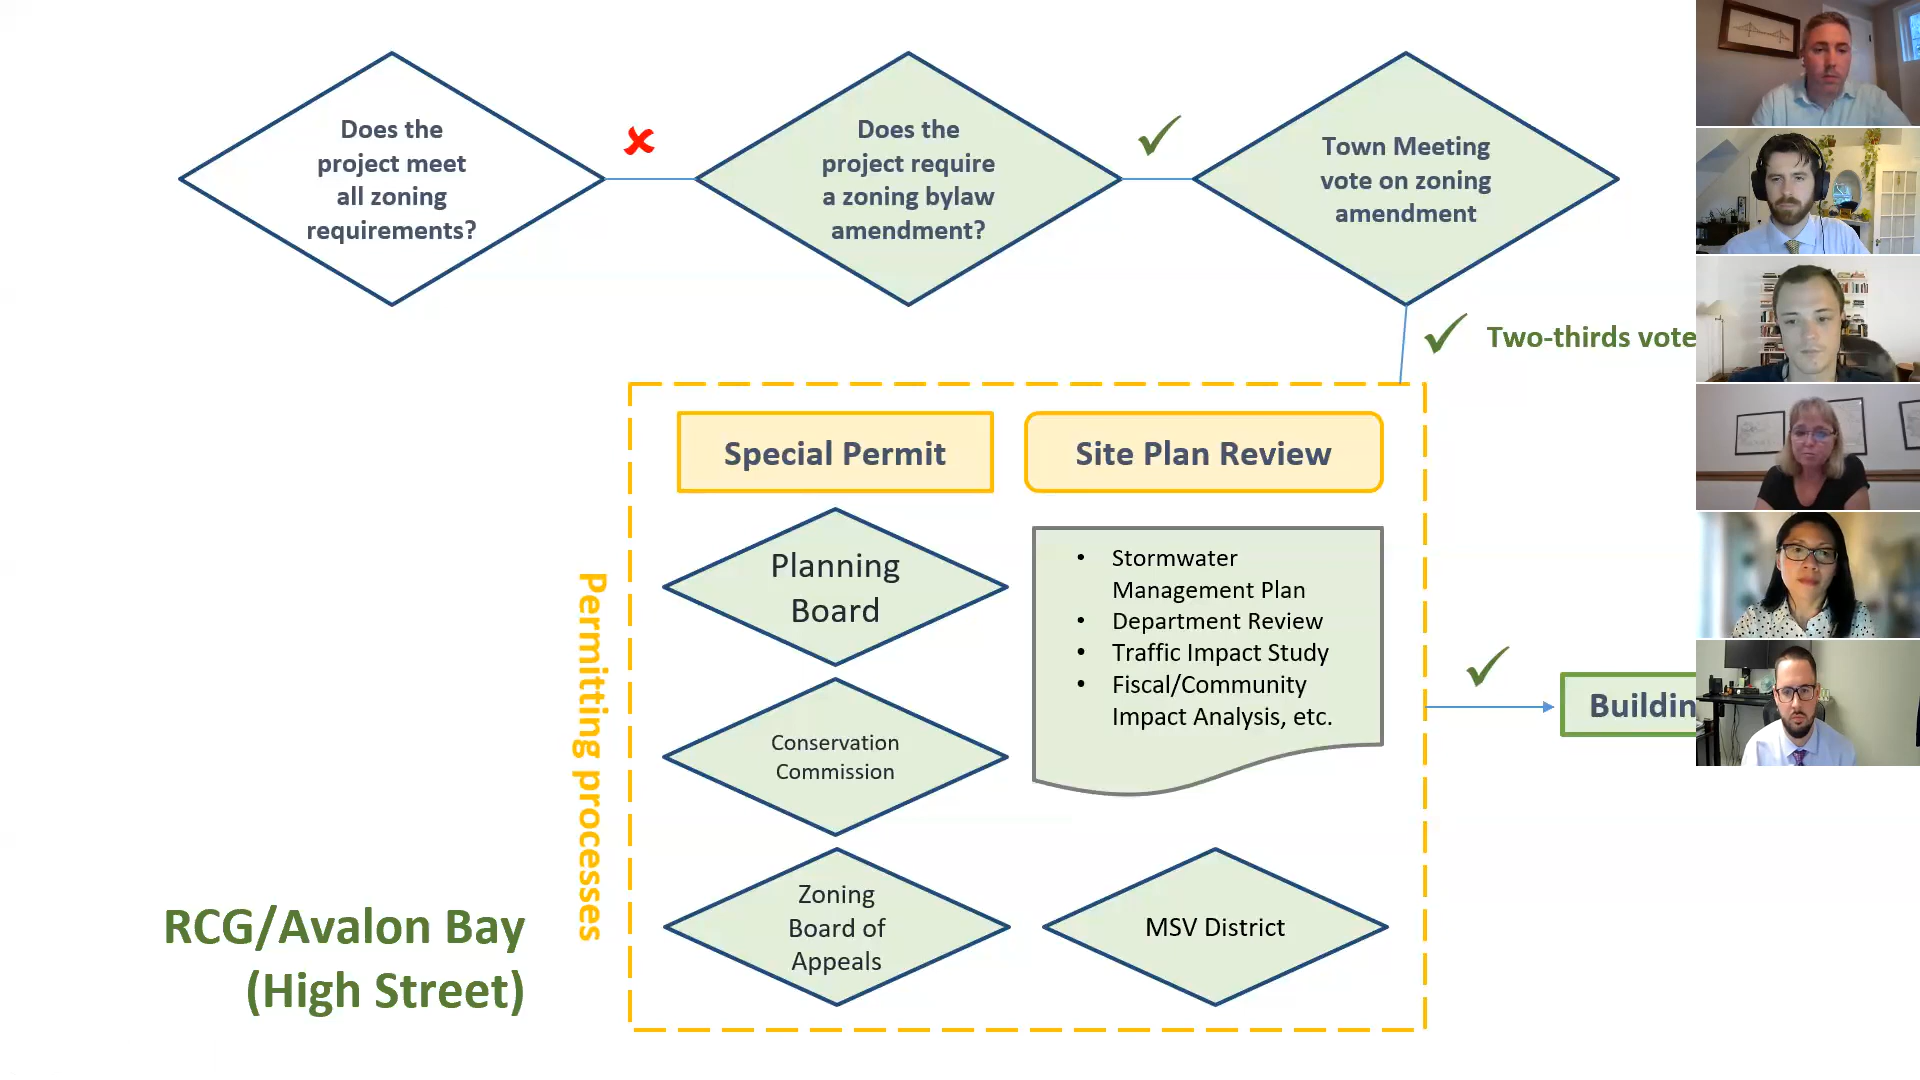 Does the
project meet
all zoning
requirements?
Does the
project require
a zoning bylaw
amendment?
Town Meeting
vote on zoning
amendment
Two-thirds vote
Special Permit
Site Plan Review
Planning
Board
• Stormwater
Management Plan
• Department Review
• Traffic Impact Study
• Fiscal/Community
Impact Analysis, etc.
Permitting processes
Conservation
Commission
Buildin
Zoning
Board of
Appeals
MSV District
RCG/Avalon Bay
(High Street)